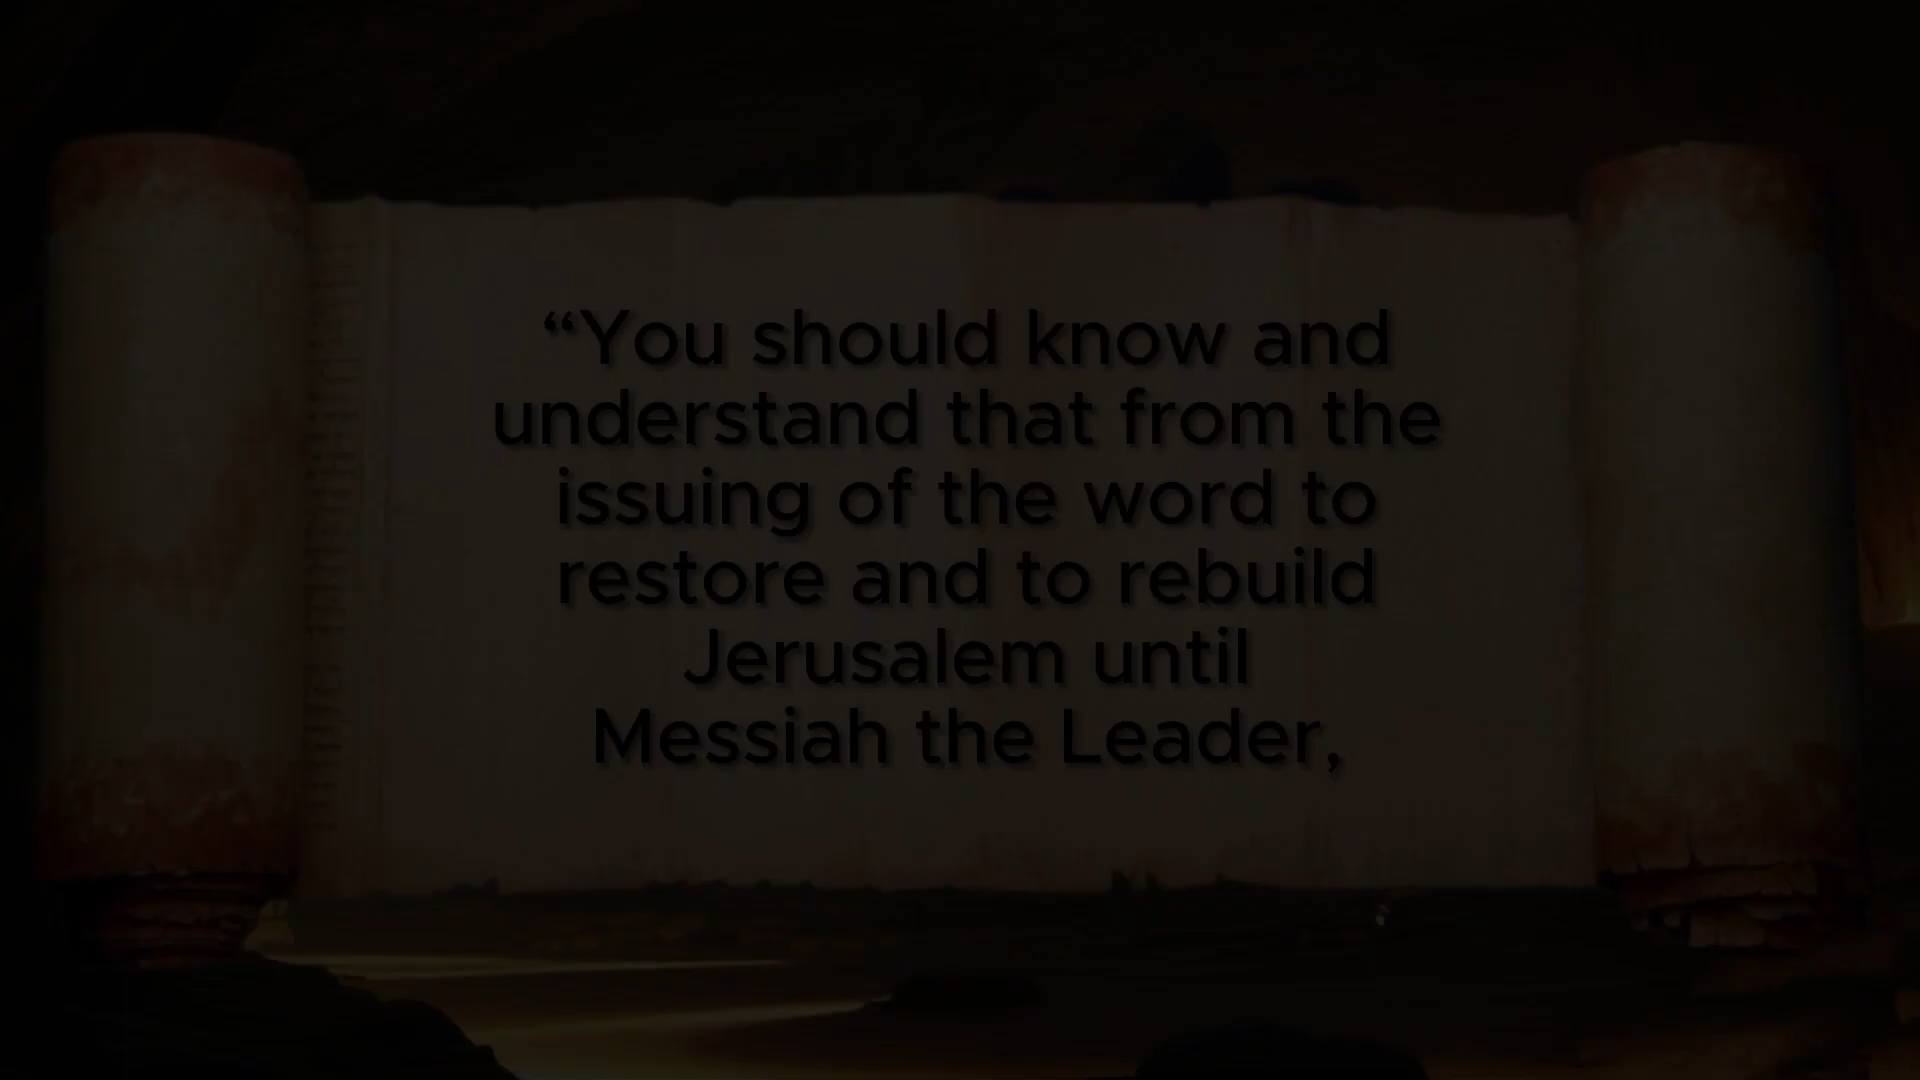 “You should know and
understand that from the
issuing of the word to
restore and to rebuild
Jerusalem until
Messiah the Leader,